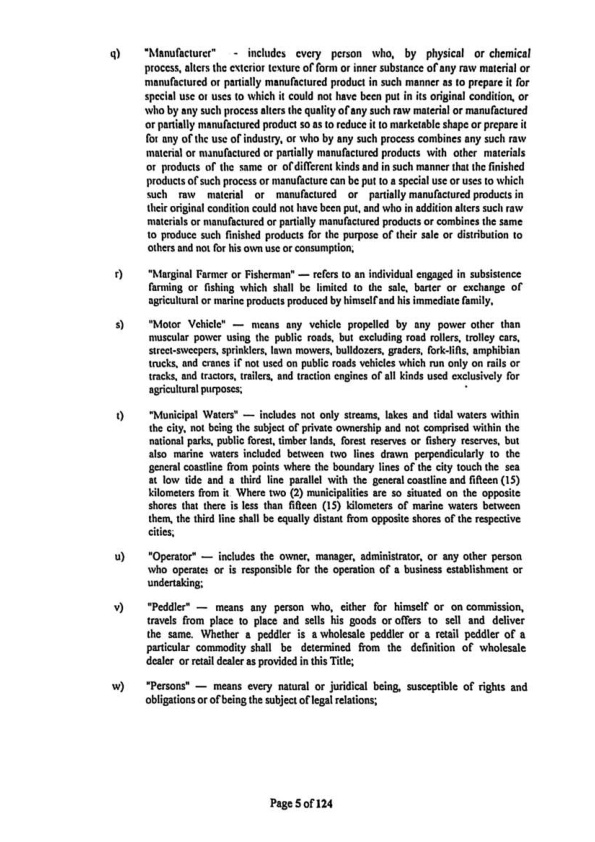 q) "Manufacturer" - includes every person who, by physical or chemical
process, alters the exterior texture of form or inner substance of any raw material or
manufactured or partially manufactured product in such manner as to prepare it for
special use or uses to which it could not have been put in its original condition, or
who by any such process alters the quality of any such raw material or manufactured
or partially manufactured product so as to reduce it to marketable shape or prepare it
for any of the use of industry, or who by any such process combines any such raw
material or manufactured or partially manufactured products with other materials
or products of the same or of different kinds and in such manner that the finished
products of such process or manufacture can be put to a special use or uses to which
such raw material or manufactured or partially manufactured products in
their original condition could not have been put, and who in addition alters such raw
materials or manufactured or partially manufactured products or combines the same
to produce such finished products for the purpose of their sale or distribution to
others and not for his own use or consumption;
r) "Marginal Farmer or Fisherman" — refers to an individual engaged in subsistence
farming or fishing which shall be limited to the sale, barter or exchange of
agricultural or marine products produced by himself and his immediate family,
s) "Motor Vehicle" — means any vehicle propelled by any power other than
muscular power using the public roads, but excluding road rollers, trolley cars,
street-sweepers, sprinklers, lawn mowers, bulldozers, graders, fork-lifts, amphibian
trucks, and cranes if not used on public roads vehicles which run only on rails or
tracks, and tractors, trailers, and traction engines of all kinds used exclusively for
agricultural purposes;
t) "Municipal Waters" — includes not only streams, lakes and tidal waters within
the city, not being the subject of private ownership and not comprised within the
national parks, public forest, timber lands, forest reserves or fishery reserves, but
also marine waters included between two lines drawn perpendicularly to the
general coastline from points where the boundary lines of the city touch the sea
at low tide and a third line parallel with the general coastline and fifteen (15)
kilometers from it Where two (2) municipalities are so situated on the opposite
shores that there is less than fifteen (15) kilometers of marine waters between
them, the third line shall be equally distant from opposite shores of the respective
cities;
u) "Operator" — includes the owner, manager, administrator, or any other person
who operates or is responsible for the operation of a business establishment or
undertaking;
v) "Peddler" — means any person who, either for himself or on commission,
travels from place to place and sells his goods or offers to sell and deliver
the same. Whether a peddler is a wholesale peddler or a retail peddler of a
particular commodity shall be determined from the definition of wholesale
dealer or retail dealer as provided in this Title;
w) "Persons" — means every natural or juridical being, susceptible of rights and
obligations or of being the subject of legal relations;
Page 5 of 124